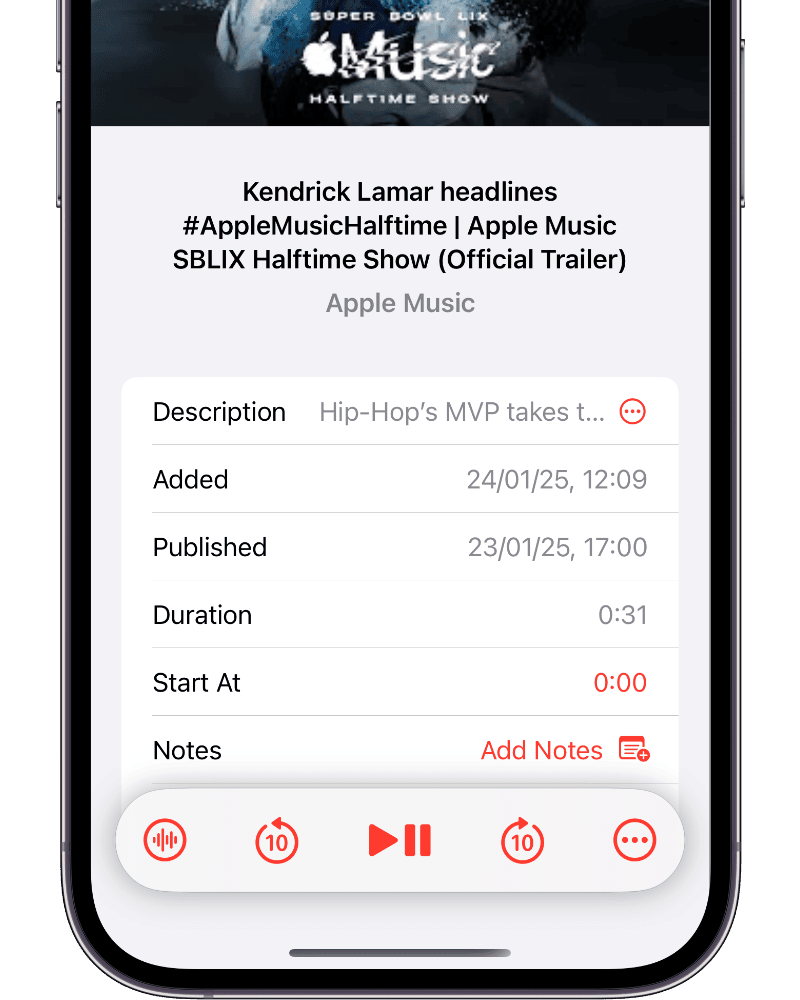 SUPER BOWL LIX
Music
HALFTIME SHOW
Kendrick Lamar headlines
#AppleMusicHalftime | Apple Music
SBLIX Halftime Show (Official Trailer)
Apple Music
Description Hip-Hop’s MVP takes t...
Added 24/01/25, 12:09
Published 23/01/25, 17:00
Duration 0:31
Start At 0:00
Notes Add Notes
10 10